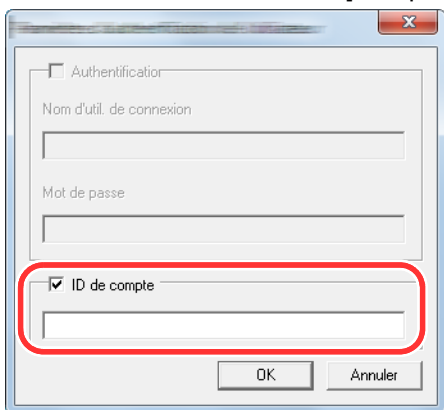 Authentification
Nom d'util. de connexion
Mot de passe
ID de compte
OK
Annuler